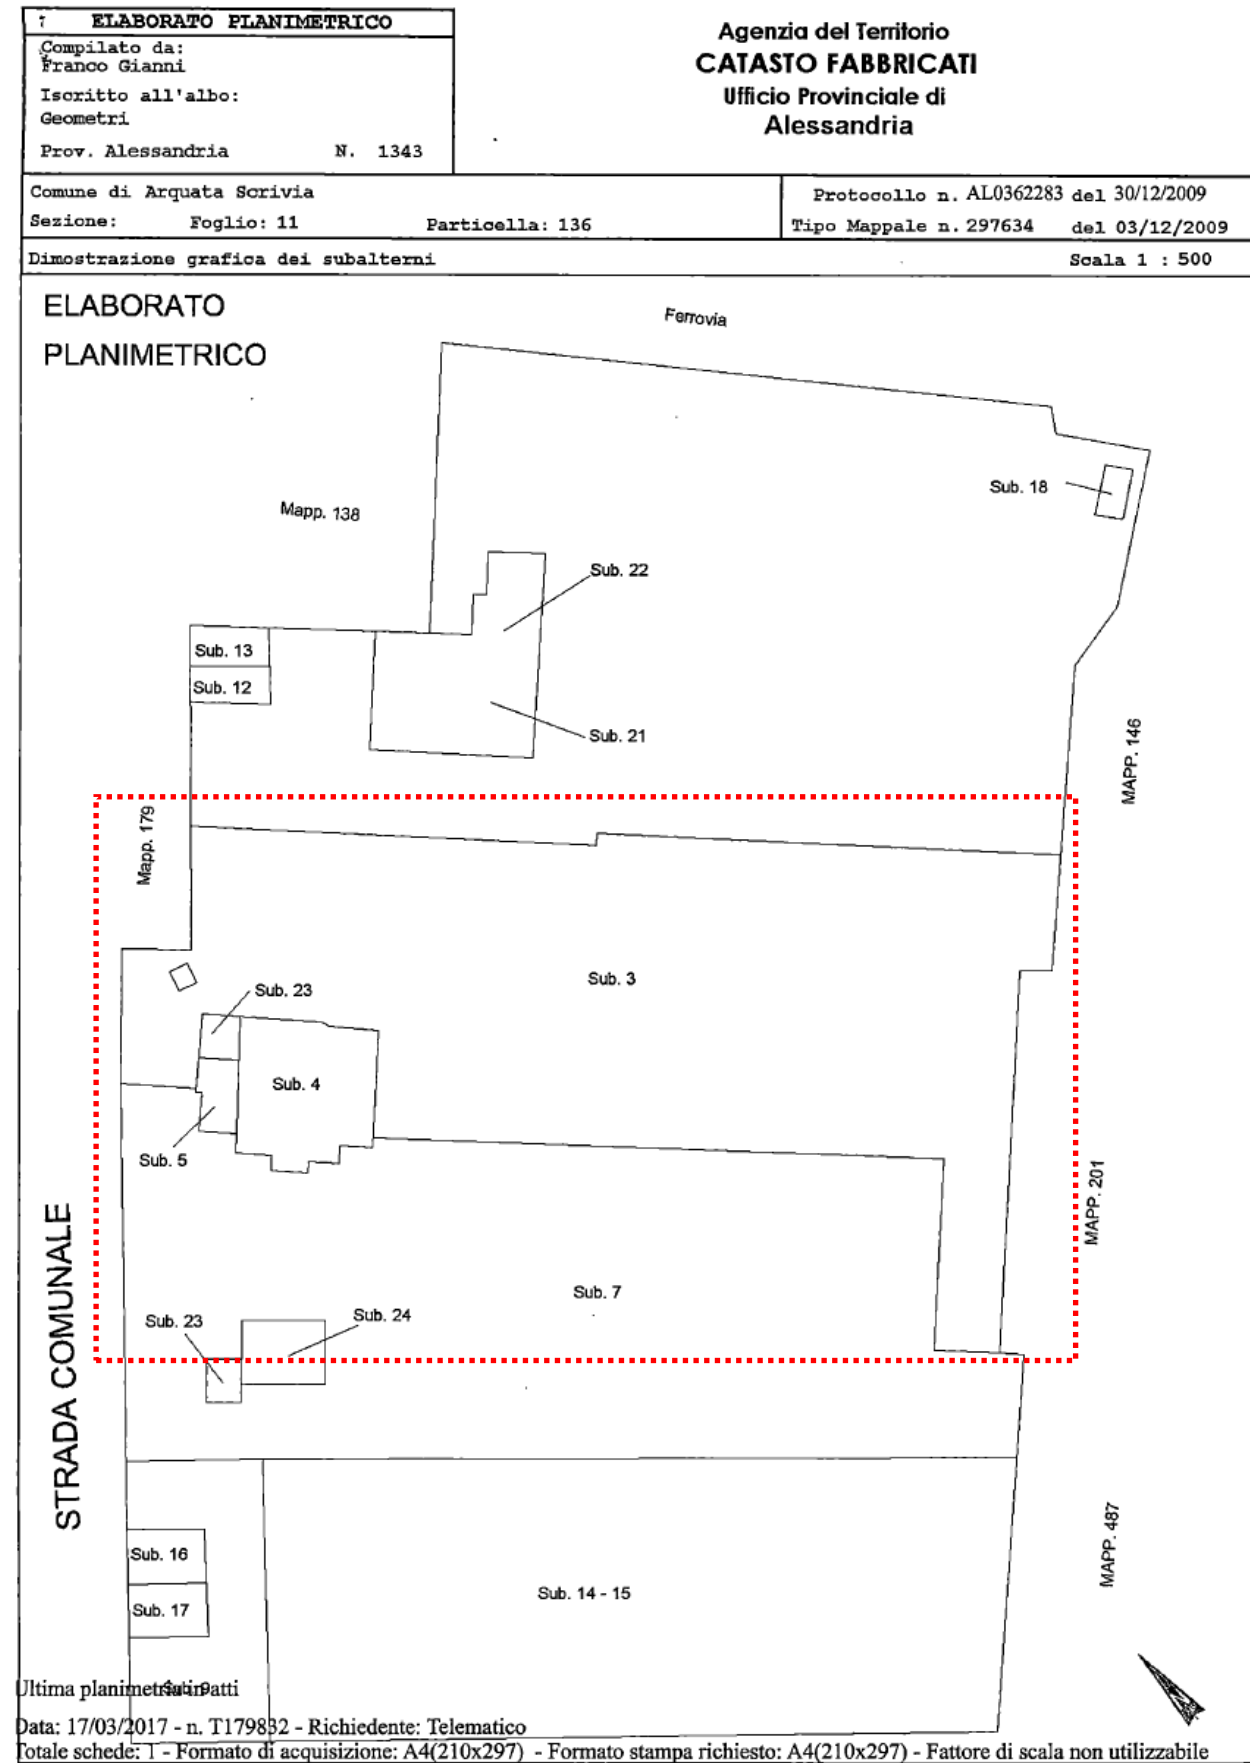 ELABORATO PLANIMETRICO
Compilato da:
Franco Gianni
Iscritto all'albo:
Geometri
Prov. Alessandria N. 1343
Agenzia del Territorio
CATASTO FABBRICATI
Ufficio Provinciale di
Alessandria
Comune di Arquata Scrivia
Sezione: Foglio: 11 Particella: 136
Protocollo n. AL0362283 del 30/12/2009
Tipo Mappale n. 297634 del 03/12/2009
Dimostrazione grafica dei subalterni Scala 1 : 500
ELABORATO
PLANIMETRICO
Ferrovia
Sub. 18
Mapp. 138
Sub. 22
Sub. 13
Sub. 12
Sub. 21
MAPP. 146
Mapp. 179
Sub. 3
Sub. 23
Sub. 4
Sub. 5
MAPP. 201
STRADA COMUNALE
Sub. 7
Sub. 23
Sub. 24
Sub. 16
Sub. 17
Sub. 14 - 15
MAPP. 487
Sub. 9
Ultima planimetria in atti
Data: 17/03/2017 - n. T179832 - Richiedente: Telematico
Totale schede: 1 - Formato di acquisizione: A4(210x297) - Formato stampa richiesto: A4(210x297) - Fattore di scala non utilizzabile